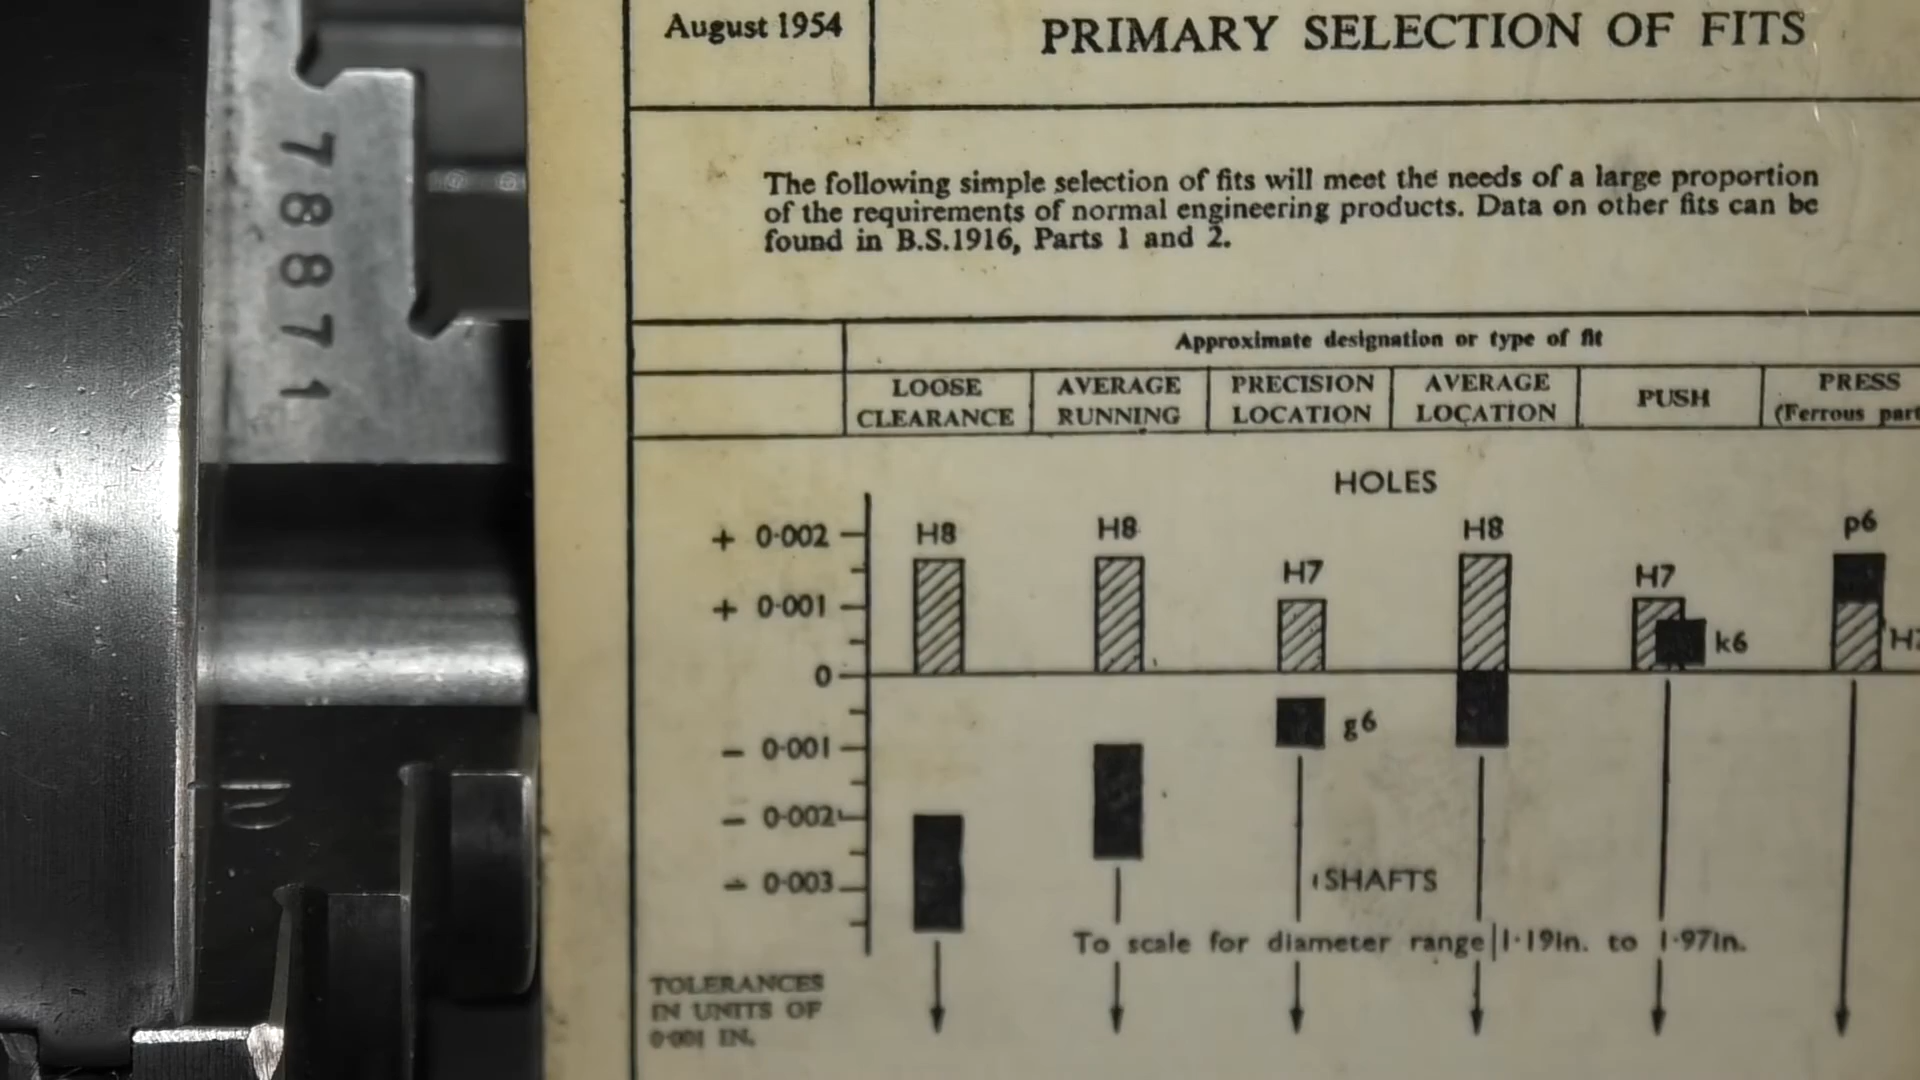 78871
August 1954
PRIMARY SELECTION OF FITS
The following simple selection of fits will meet the needs of a large proportion
of the requirements of normal engineering products. Data on other fits can be
found in B.S.1916, Parts 1 and 2.
Approximate designation or type of fit
LOOSE CLEARANCE
AVERAGE RUNNING
PRECISION LOCATION
AVERAGE LOCATION
PUSH
PRESS
(Ferrous part
HOLES
+ 0·002
H8
H8
H7
H8
H7
p6
+ 0·001
k6
H7
0
g6
- 0·001
- 0·002
- 0·003
SHAFTS
To scale for diameter range 1·19in. to 1·97in.
TOLERANCES
IN UNITS OF
0·001 IN.